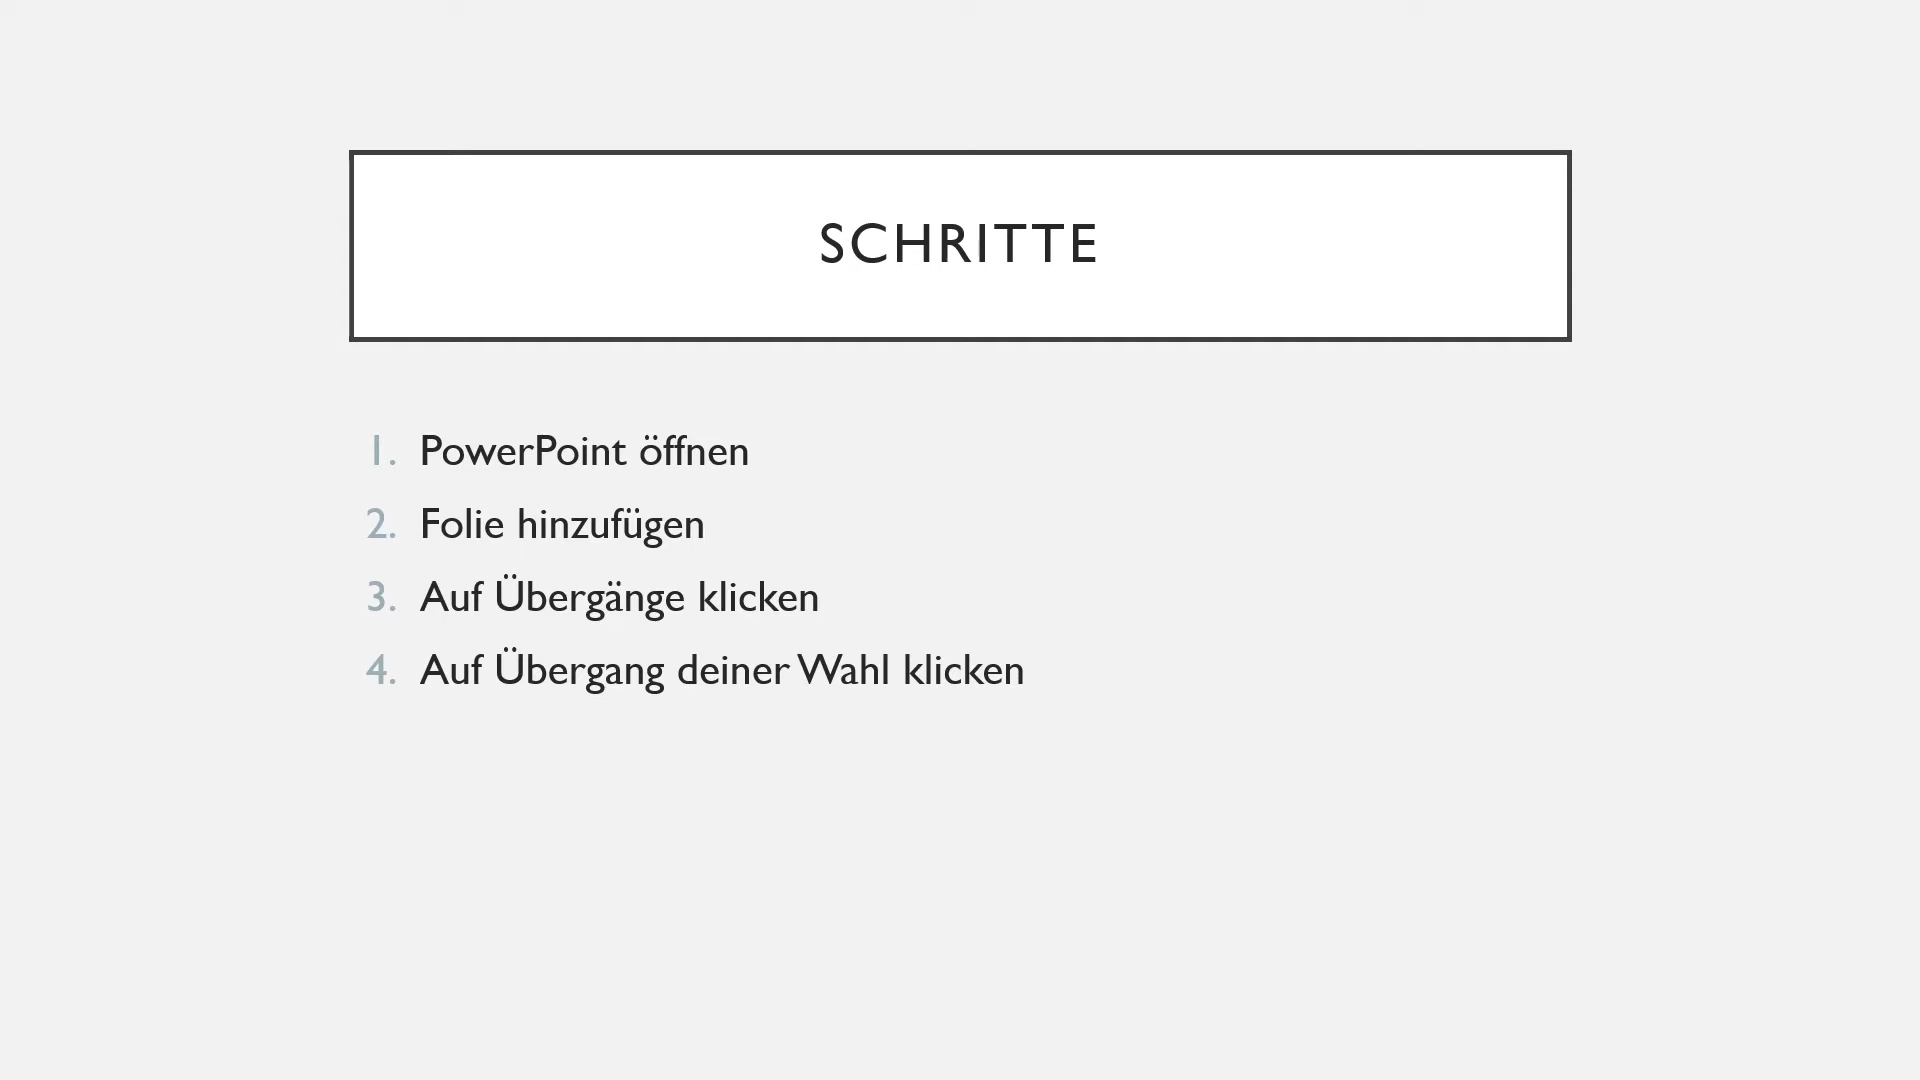 SCHRITTE
1. PowerPoint öffnen
2. Folie hinzufügen
3. Auf Übergänge klicken
4. Auf Übergang deiner Wahl klicken